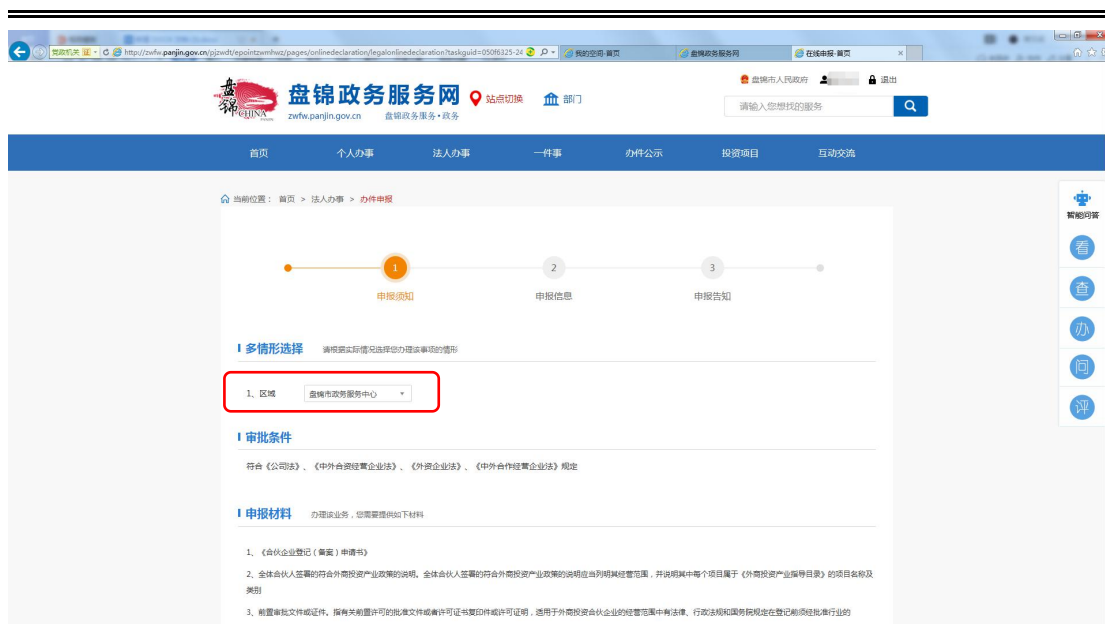 党政机关
http://zwfw.panjin.gov.cn/pjzwdt/epointzwmhwz/pages/onlinedeclaration/legalonlinedeclaration?taskguid=050f6325-24
我的空间-首页
盘锦政务服务网
在线申报-首页
盘锦 CHINA
盘锦政务服务网
站点切换
部门
zwfw.panjin.gov.cn 盘锦政务服务•政务
盘锦市人民政府
退出
请输入您想找的服务
首页 个人办事 法人办事 一件事 办件公示 投资项目 互动交流
当前位置： 首页 > 法人办事 > 办件申报
1 2 3
申报须知 申报信息 申报告知
智能问答
看
查
办
问
评
多情形选择 请根据实际情况选择您办理该事项的情形
1、区域 盘锦市政务服务中心
审批条件
符合《公司法》、《中外合资经营企业法》、《外资企业法》、《中外合作经营企业法》规定
申报材料 办理该业务，您需要提供如下材料
1、《合伙企业登记（备案）申请书》
2、全体合伙人签署的符合外商投资产业政策的说明。全体合伙人签署的符合外商投资产业政策的说明应当列明其经营范围，并说明其中每个项目属于《外商投资产业指导目录》的项目名称及
类别
3、前置审批文件或证件。指有关前置许可的批准文件或者许可证书复印件或许可证明，适用于外商投资合伙企业的经营范围中有法律、行政法规和国务院规定在登记前须经批准行业的